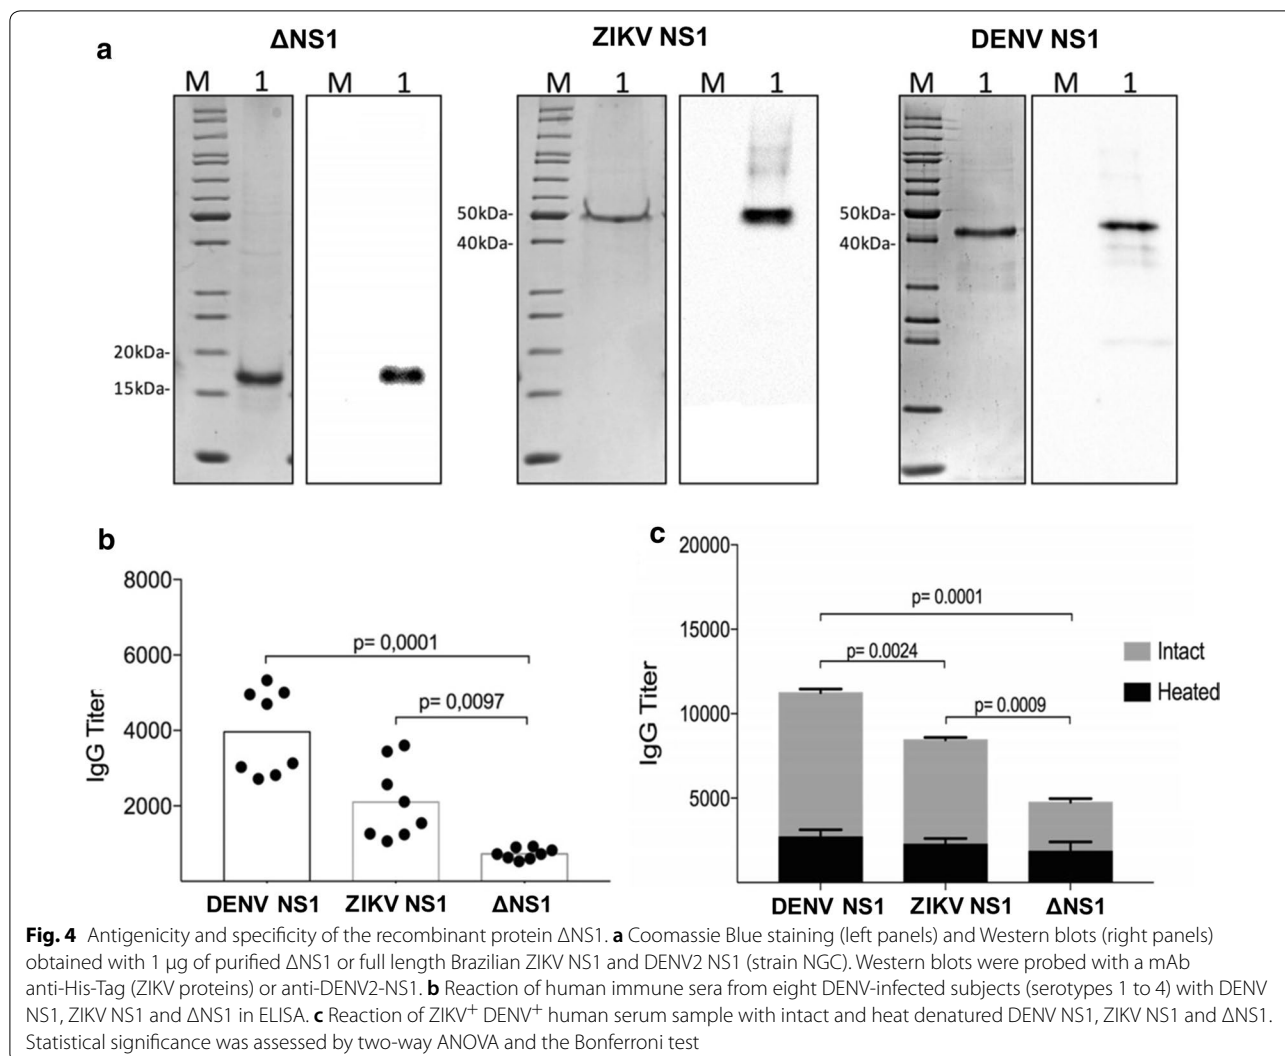 a
ΔNS1
ZIKV NS1
DENV NS1
M 1 M 1
M 1 M 1
M 1 M 1
20kDa-
15kDa-
50kDa-
40kDa-
50kDa-
40kDa-
b
8000
6000
4000
2000
IgG Titer
p= 0,0001
p= 0,0097
DENV NS1 ZIKV NS1 ΔNS1
c
20000
15000
10000
5000
IgG Titer
p= 0.0001
p= 0.0024
p= 0.0009
Intact
Heated
DENV NS1 ZIKV NS1 ΔNS1
Fig. 4 Antigenicity and specificity of the recombinant protein ΔNS1. a Coomassie Blue staining (left panels) and Western blots (right panels)
obtained with 1 μg of purified ΔNS1 or full length Brazilian ZIKV NS1 and DENV2 NS1 (strain NGC). Western blots were probed with a mAb
anti-His-Tag (ZIKV proteins) or anti-DENV2-NS1. b Reaction of human immune sera from eight DENV-infected subjects (serotypes 1 to 4) with DENV
NS1, ZIKV NS1 and ΔNS1 in ELISA. c Reaction of ZIKV+ DENV+ human serum sample with intact and heat denatured DENV NS1, ZIKV NS1 and ΔNS1.
Statistical significance was assessed by two-way ANOVA and the Bonferroni test